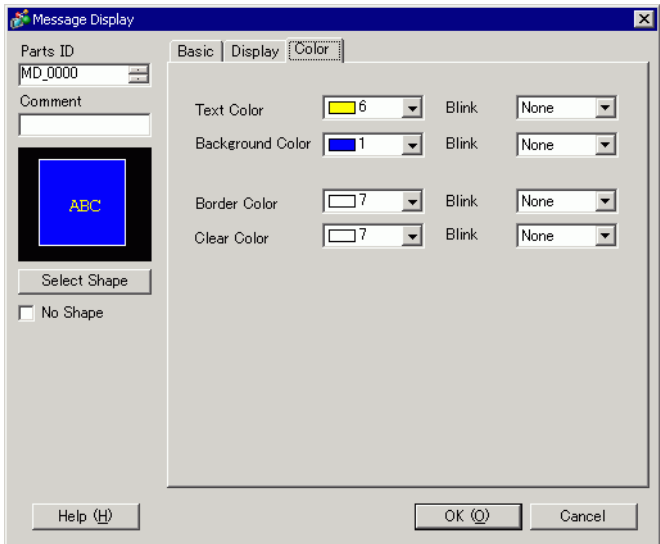 Message Display
Parts ID
MD_0000
Comment
ABC
Select Shape
No Shape
Basic Display Color
Text Color 6 Blink None
Background Color 1 Blink None
Border Color 7 Blink None
Clear Color 7 Blink None
Help (H) OK (O) Cancel